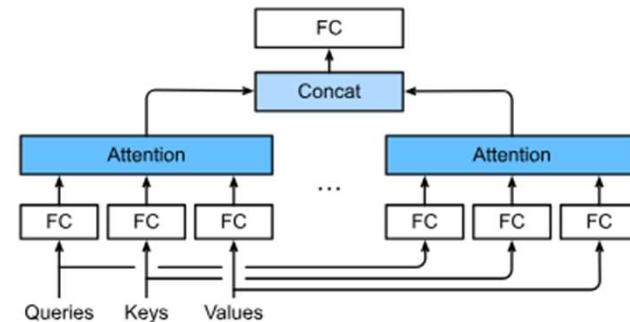 FC
Concat
Attention Attention
...
FC FC FC FC FC FC
Queries Keys Values